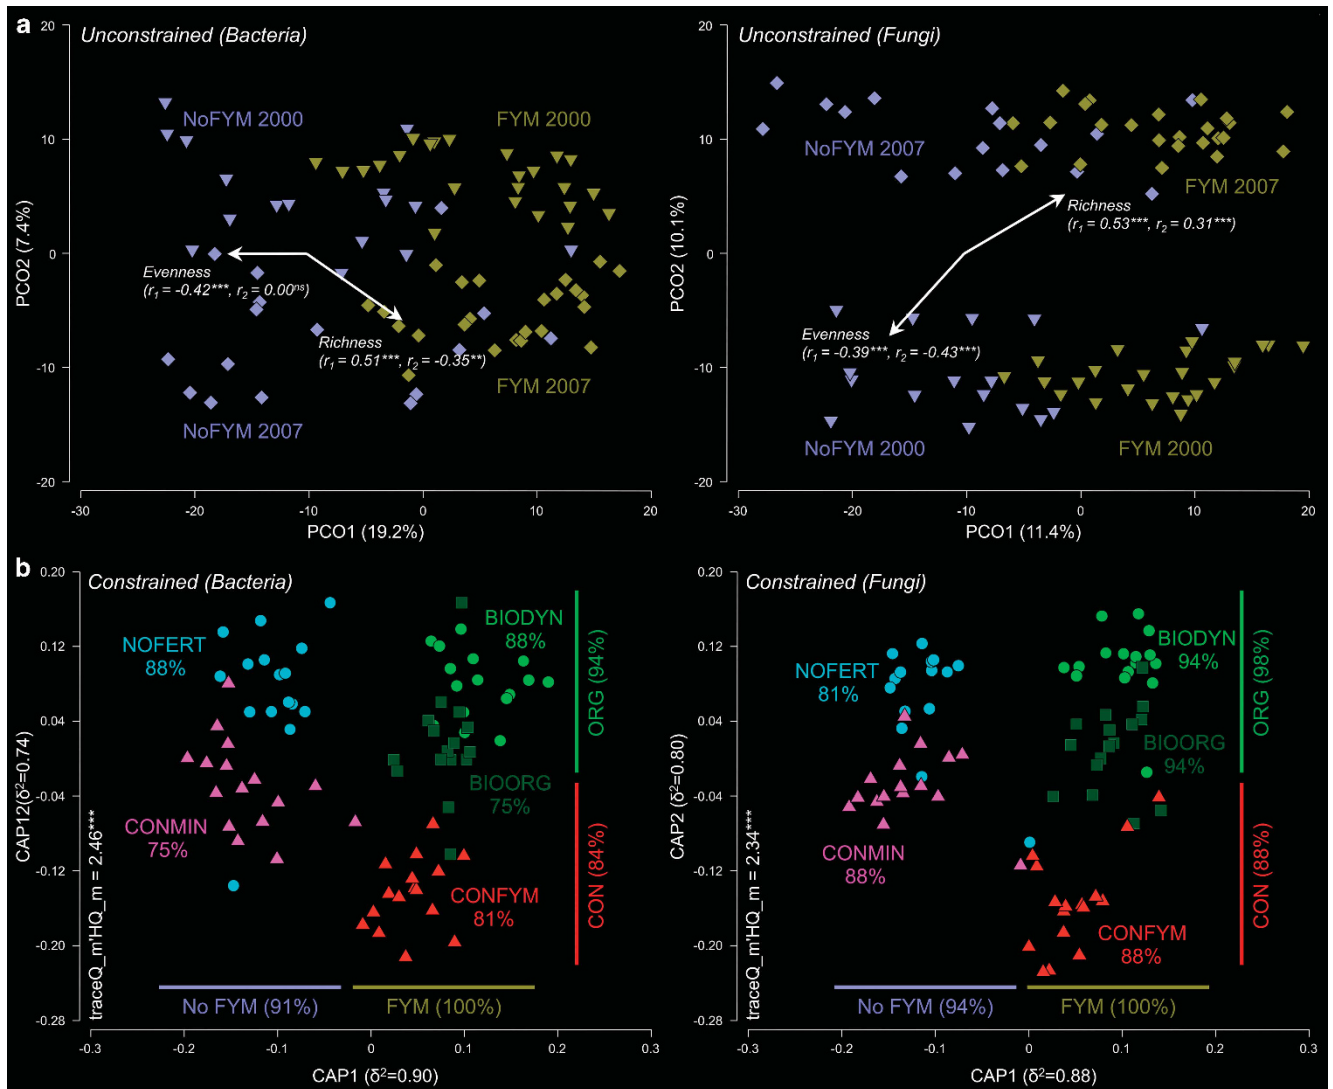 a
Unconstrained (Bacteria)
20
10
0
-10
-20
PCO2 (7.4%)
NoFYM 2000
FYM 2000
Evenness
(r1 = -0.42***, r2 = 0.00ns)
Richness
(r1 = 0.51***, r2 = -0.35**)
NoFYM 2007
FYM 2007
-30
-20
-10
0
10
20
PCO1 (19.2%)
Unconstrained (Fungi)
20
10
0
-10
-20
PCO2 (10.1%)
NoFYM 2007
FYM 2007
Richness
(r1 = 0.53***, r2 = 0.31***)
Evenness
(r1 = -0.39***, r2 = -0.43***)
NoFYM 2000
FYM 2000
-30
-20
-10
0
10
20
PCO1 (11.4%)
b
Constrained (Bacteria)
0.20
0.12
0.04
-0.04
-0.12
-0.20
-0.28
CAP12(δ²=0.74)
traceQ_m'HQ_m = 2.46***
NOFERT
88%
BIODYN
88%
BIOORG
75%
CONMIN
75%
CONFYM
81%
ORG (94%)
CON (84%)
No FYM (91%)
FYM (100%)
-0.3
-0.2
-0.1
0
0.1
0.2
0.3
CAP1 (δ²=0.90)
Constrained (Fungi)
0.20
0.12
0.04
-0.04
-0.12
-0.20
-0.28
CAP2 (δ²=0.80)
traceQ_m'HQ_m = 2.34***
NOFERT
81%
BIODYN
94%
BIOORG
94%
CONMIN
88%
CONFYM
88%
ORG (98%)
CON (88%)
No FYM (94%)
FYM (100%)
-0.3
-0.2
-0.1
0
0.1
0.2
0.3
CAP1 (δ²=0.88)